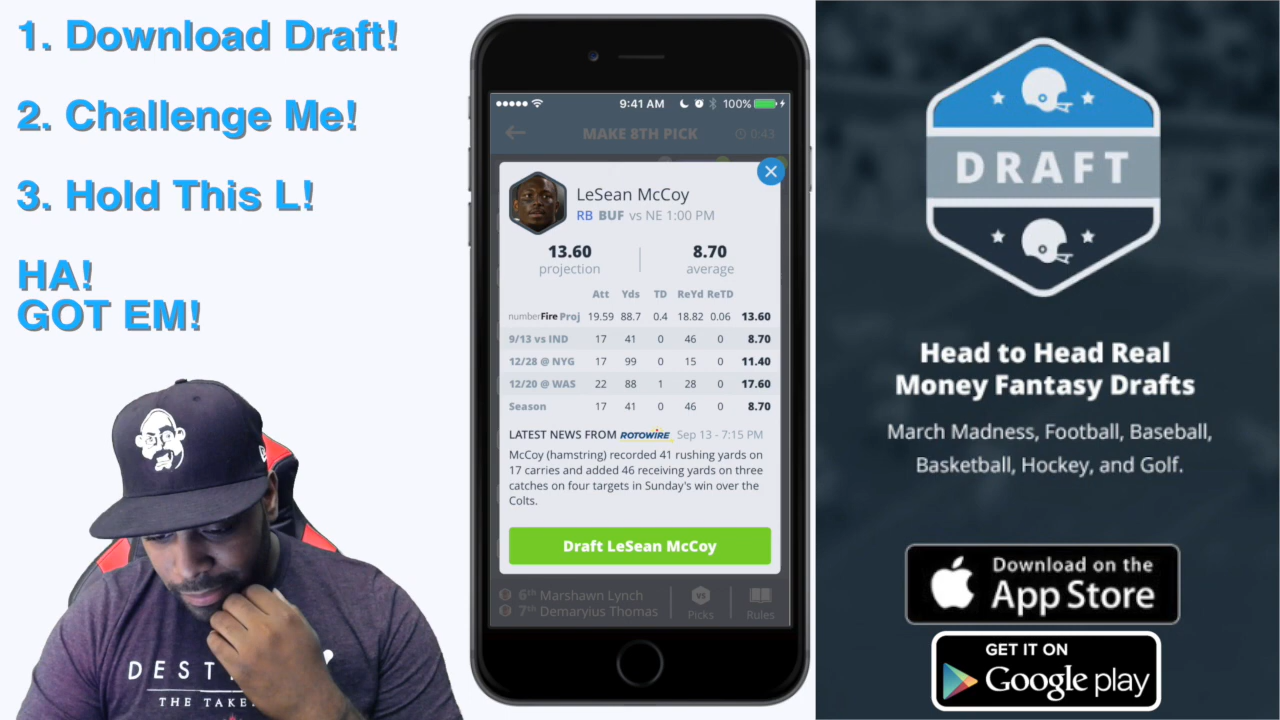 1. Download Draft!
2. Challenge Me!
3. Hold This L!
HA!
GOT EM!
9:41 AM 100%
MAKE 8TH PICK 0:43
LeSean McCoy
RB BUF vs NE 1:00 PM
13.60 8.70
projection average
Att Yds TD ReYd ReTD
numberFire Proj 19.59 88.7 0.4 18.82 0.06 13.60
9/13 vs IND 17 41 0 46 0 8.70
12/28 @ NYG 17 99 0 15 0 11.40
12/20 @ WAS 22 88 1 28 0 17.60
Season 17 41 0 46 0 8.70
LATEST NEWS FROM ROTOWIRE Sep 13 - 7:15 PM
McCoy (hamstring) recorded 41 rushing yards on
17 carries and added 46 receiving yards on three
catches on four targets in Sunday's win over the
Colts.
Draft LeSean McCoy
6th Marshawn Lynch
7th Demaryius Thomas
VS
Picks
Rules
DRAFT
Head to Head Real
Money Fantasy Drafts
March Madness, Football, Baseball,
Basketball, Hockey, and Golf.
Download on the
App Store
GET IT ON
Google play
DEST
THE TAKE